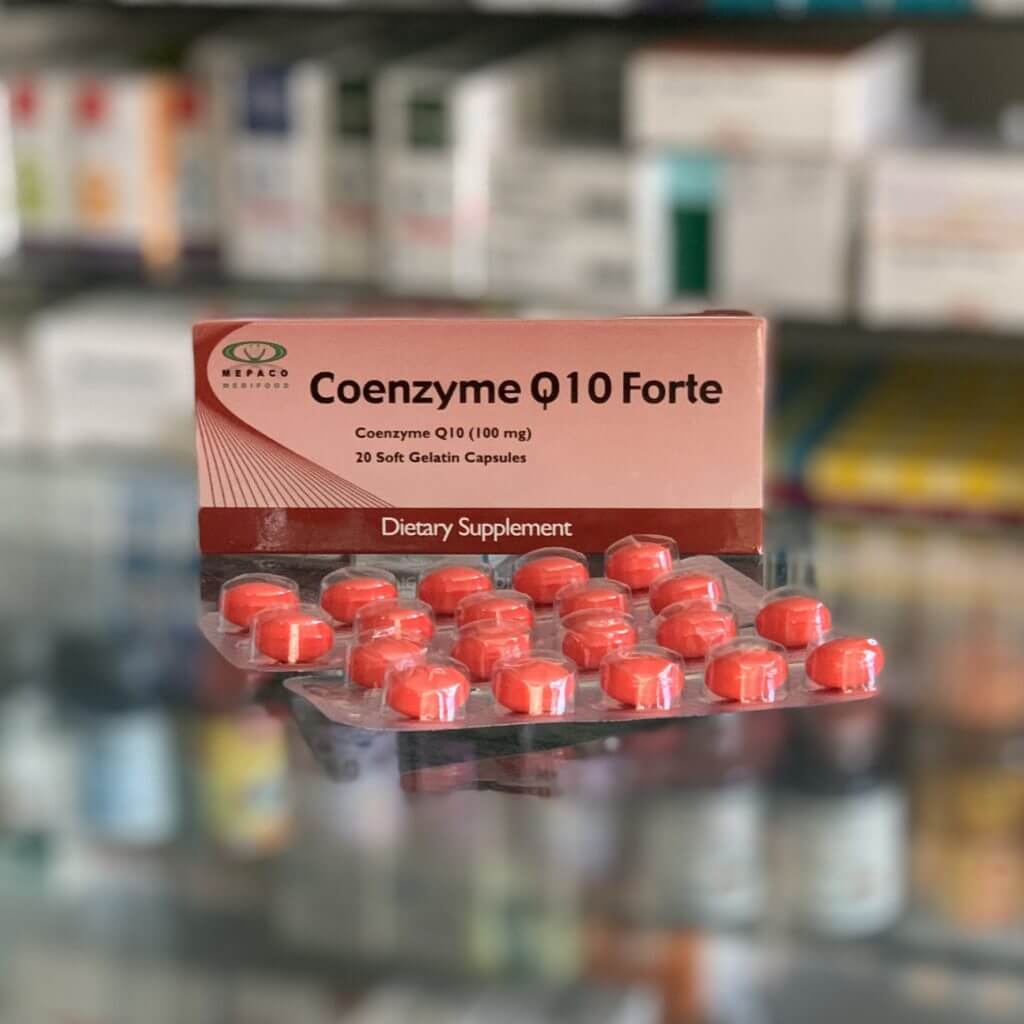 MEPACO
MEDIFOOD
Coenzyme Q10 Forte
Coenzyme Q10 (100 mg)
20 Soft Gelatin Capsules
Dietary Supplement